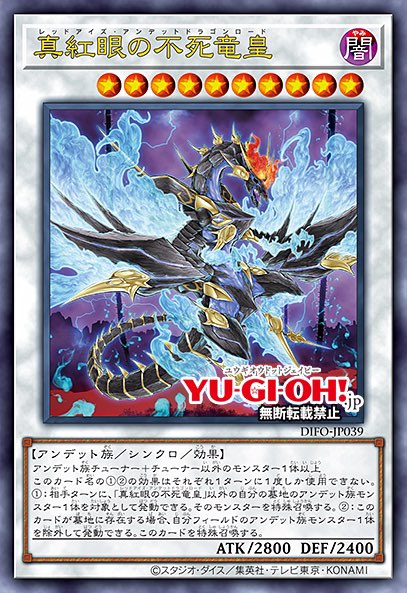 レッドアイズ・アンデットドラゴンロード
真紅眼の不死竜皇
やみ
闇
ユウギオウドットジェイピー
YU-GI-OH!.jp
無断転載禁止
DIFO-JP039
【アンデット族／シンクロ／効果】
アンデット族チューナー＋チューナー以外のモンスター1体以上
このカード名の①②の効果はそれぞれ1ターンに1度しか使用できない。
①：相手ターンに、「真紅眼の不死竜皇」以外の自分の墓地のアンデット族モン
スター1体を対象として発動できる。そのモンスターを特殊召喚する。②：この
カードが墓地に存在する場合、自分フィールドのアンデット族モンスター1体
を除外して発動できる。このカードを特殊召喚する。
ATK/2800 DEF/2400
©スタジオ・ダイス／集英社・テレビ東京・KONAMI